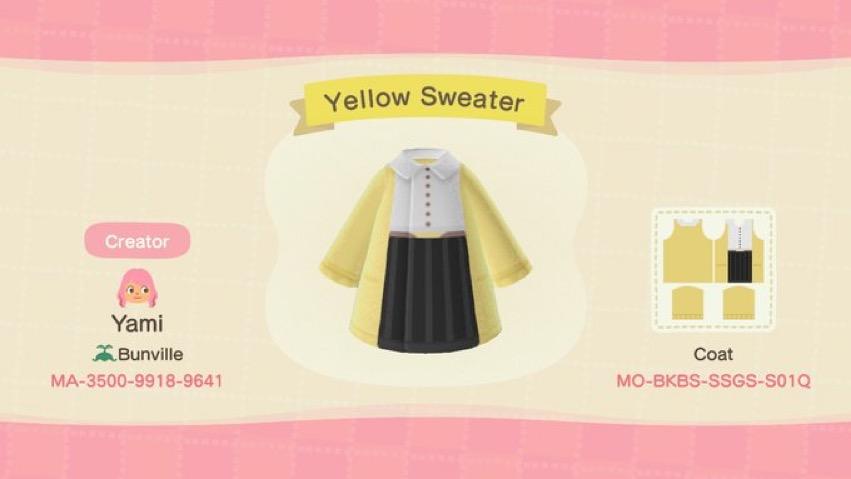 Yellow Sweater
Creator
Yami
Bunville
MA-3500-9918-9641
Coat
MO-BKBS-SSGS-S01Q